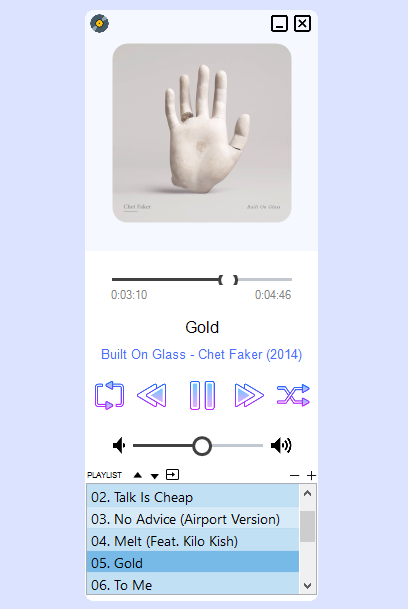 Chet Faker
Built On Glass
0:03:10
0:04:46
Gold
Built On Glass - Chet Faker (2014)
PLAYLIST
02. Talk Is Cheap
03. No Advice (Airport Version)
04. Melt (Feat. Kilo Kish)
05. Gold
06. To Me